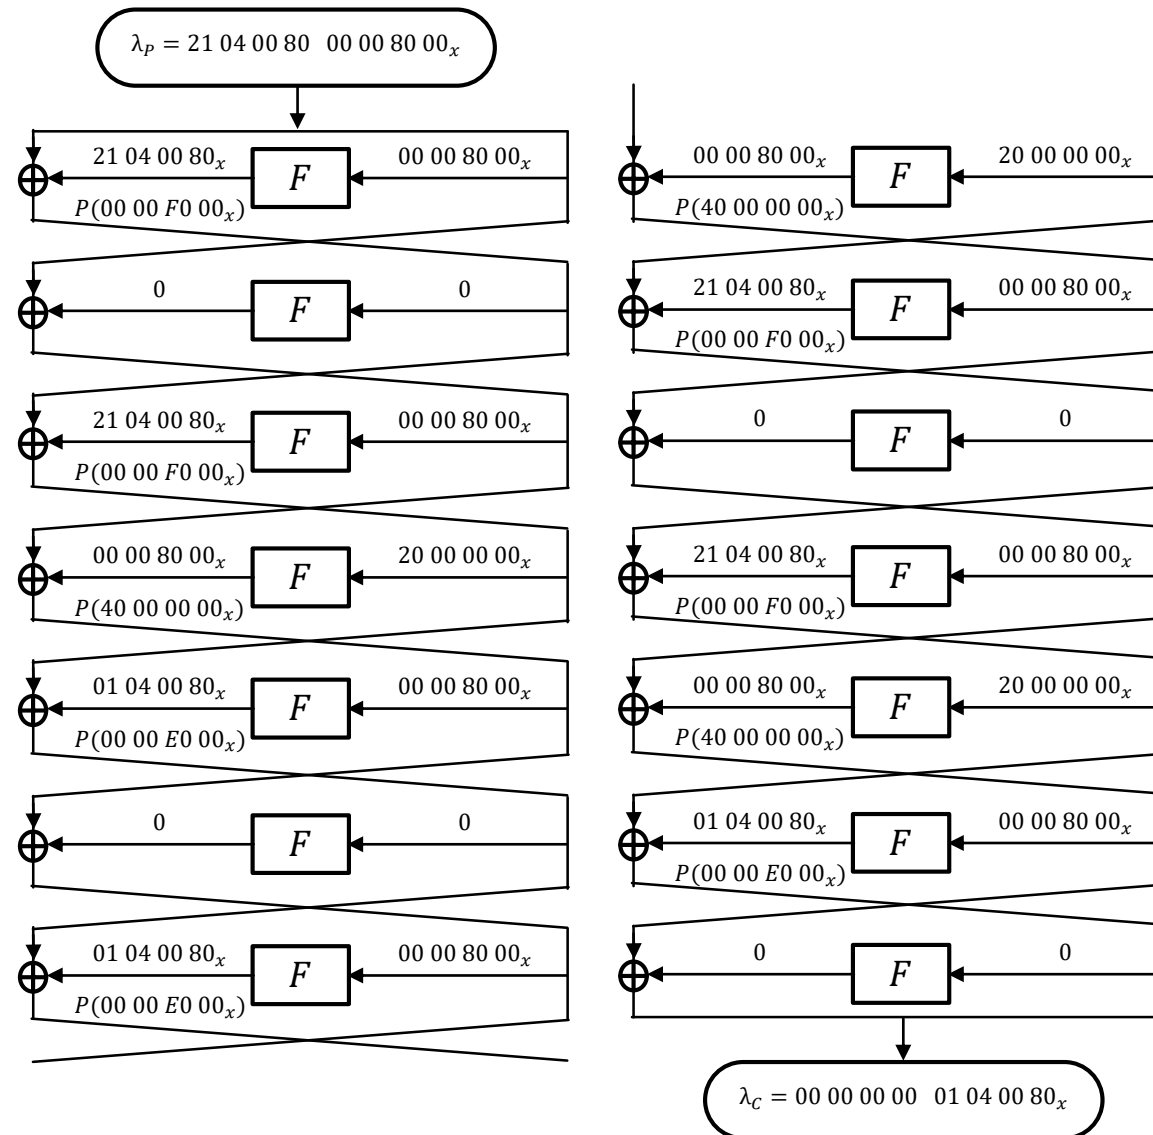 λ_P = 21 04 00 80 00 00 80 00_x
21 04 00 80_x F 00 00 80 00_x
P(00 00 F0 00_x)
0 F 0
21 04 00 80_x F 00 00 80 00_x
P(00 00 F0 00_x)
00 00 80 00_x F 20 00 00 00_x
P(40 00 00 00_x)
01 04 00 80_x F 00 00 80 00_x
P(00 00 E0 00_x)
0 F 0
01 04 00 80_x F 00 00 80 00_x
P(00 00 E0 00_x)
00 00 80 00_x F 20 00 00 00_x
P(40 00 00 00_x)
21 04 00 80_x F 00 00 80 00_x
P(00 00 F0 00_x)
0 F 0
21 04 00 80_x F 00 00 80 00_x
P(00 00 F0 00_x)
00 00 80 00_x F 20 00 00 00_x
P(40 00 00 00_x)
01 04 00 80_x F 00 00 80 00_x
P(00 00 E0 00_x)
0 F 0
λ_C = 00 00 00 00 01 04 00 80_x